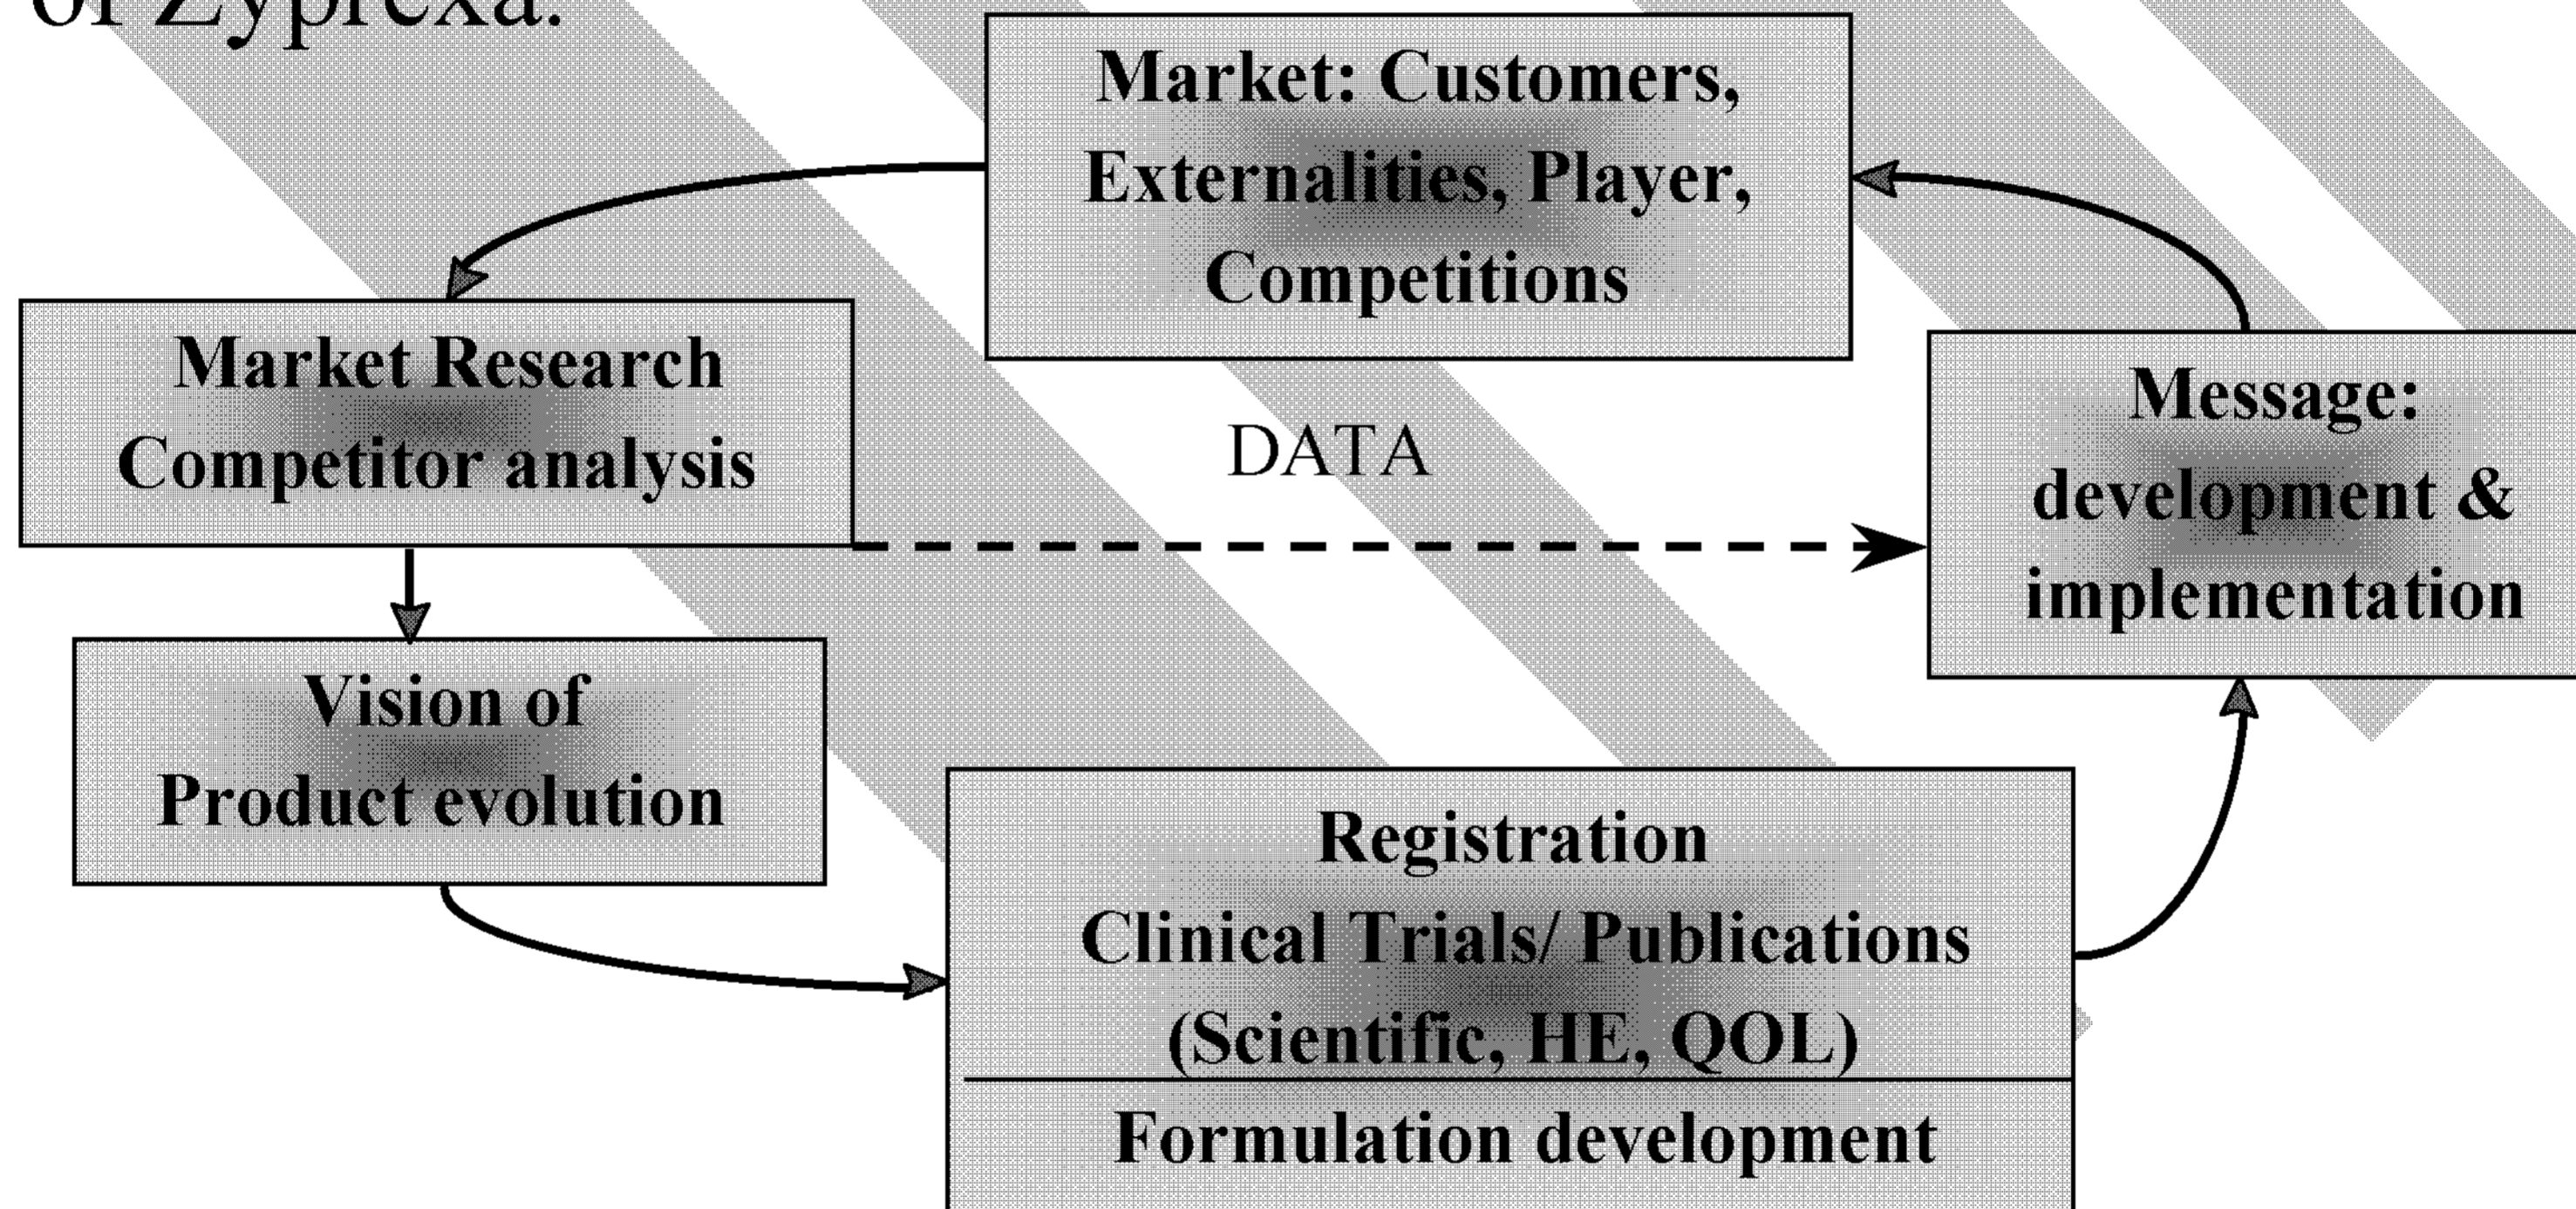 of Zyprexa.
Market: Customers,
Externalities, Player,
Competitions
Market Research
Competitor analysis
DATA
Message:
development &
implementation
Vision of
Product evolution
Registration
Clinical Trials/ Publications
(Scientific, HE, QOL)
Formulation development